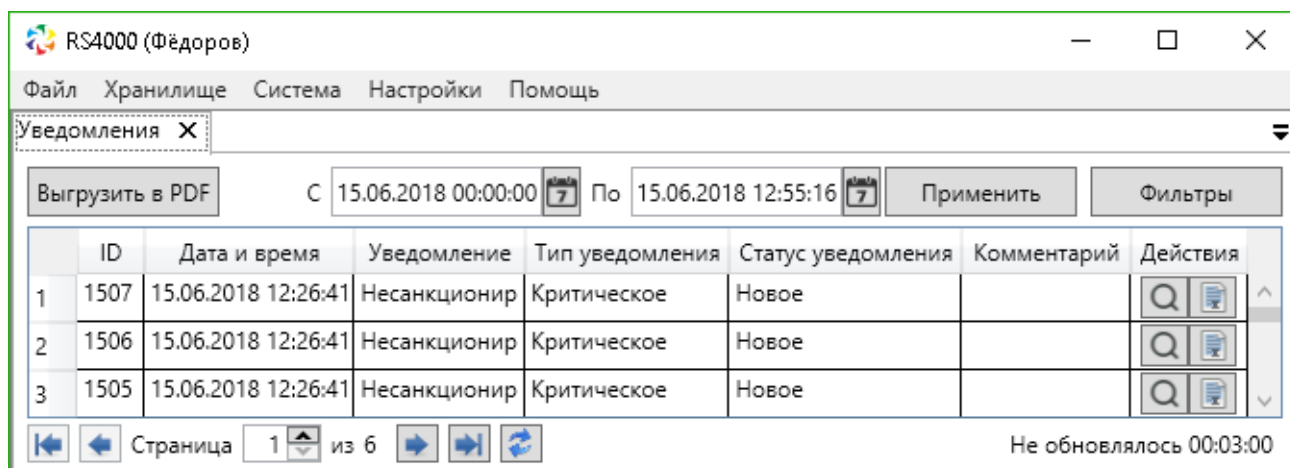 RS4000 (Фёдоров)
Файл Хранилище Система Настройки Помощь
Уведомления X
Выгрузить в PDF С 15.06.2018 00:00:00 7 По 15.06.2018 12:55:16 7 Применить Фильтры
ID Дата и время Уведомление Тип уведомления Статус уведомления Комментарий Действия
1 1507 15.06.2018 12:26:41 Несанкционир Критическое Новое
2 1506 15.06.2018 12:26:41 Несанкционир Критическое Новое
3 1505 15.06.2018 12:26:41 Несанкционир Критическое Новое
Страница 1 из 6 Не обновлялось 00:03:00